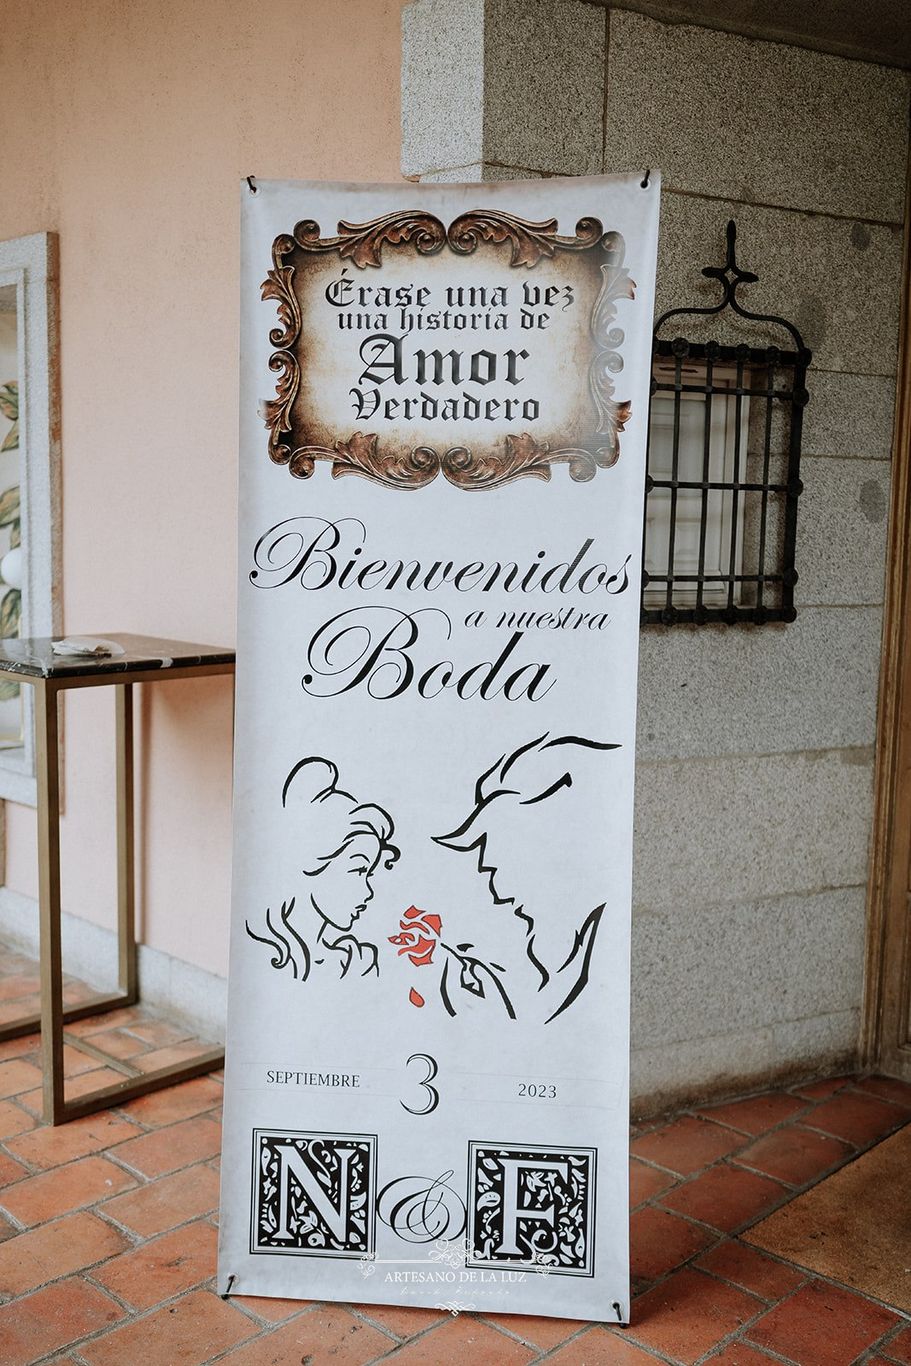 Érase una vez
una historia de
Amor
Verdadero
Bienvenidos
a nuestra
Boda
SEPTIEMBRE 3 2023
N & F
ARTESANO DE LA LUZ